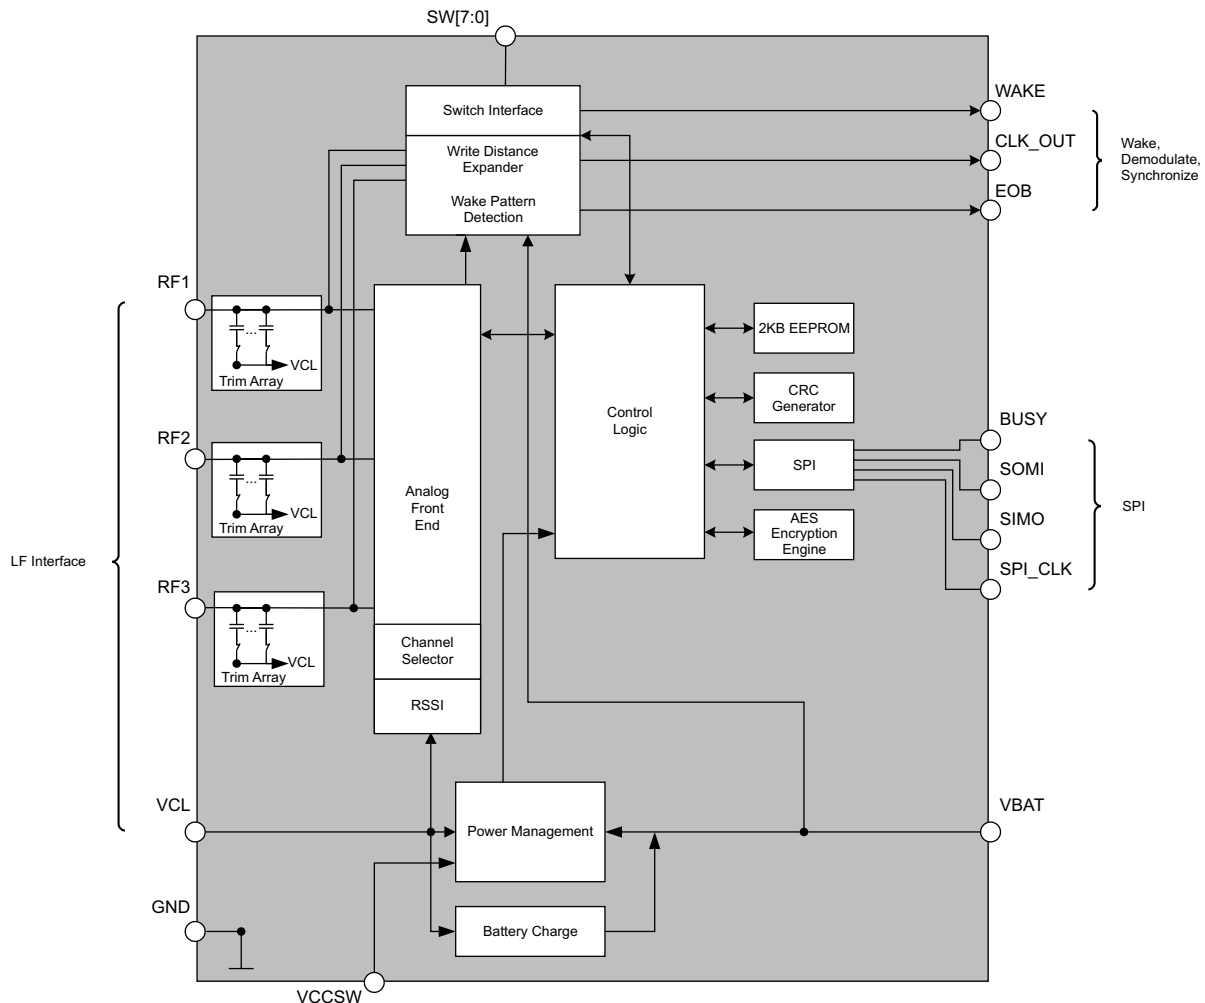 SW[7:0]
Switch Interface
Write Distance
Expander
Wake Pattern
Detection
WAKE
CLK_OUT
EOB
Wake,
Demodulate,
Synchronize
RF1
...
VCL
Trim Array
RF2
...
VCL
Trim Array
RF3
...
VCL
Trim Array
LF Interface
Analog
Front
End
Channel
Selector
RSSI
Control
Logic
2KB EEPROM
CRC
Generator
SPI
AES
Encryption
Engine
BUSY
SOMI
SIMO
SPI_CLK
SPI
VCL
Power Management
VBAT
GND
Battery Charge
VCCSW